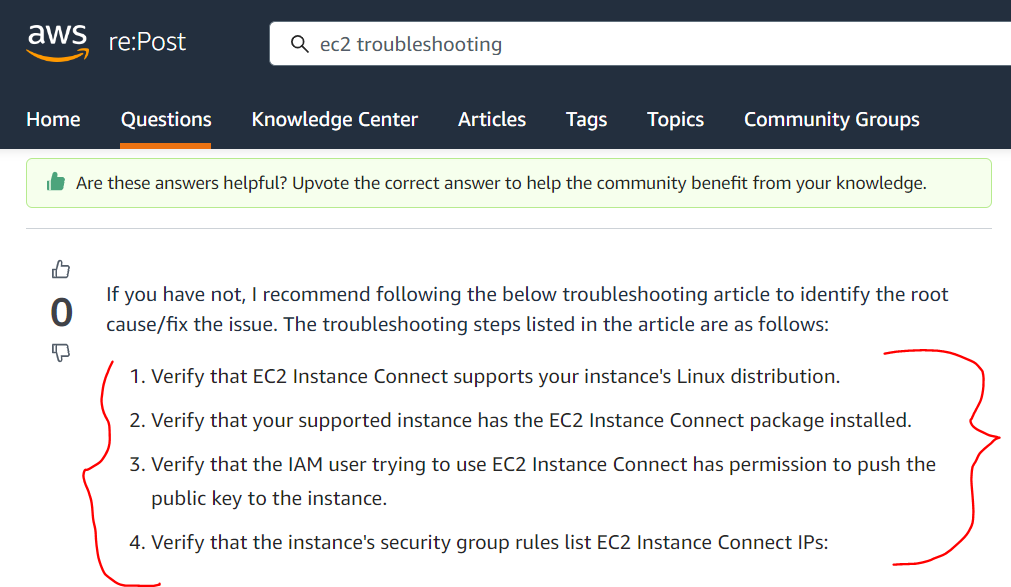 aws re:Post
ec2 troubleshooting
Home Questions Knowledge Center Articles Tags Topics Community Groups
Are these answers helpful? Upvote the correct answer to help the community benefit from your knowledge.
If you have not, I recommend following the below troubleshooting article to identify the root
0
cause/fix the issue. The troubleshooting steps listed in the article are as follows:
1. Verify that EC2 Instance Connect supports your instance's Linux distribution.
2. Verify that your supported instance has the EC2 Instance Connect package installed.
3. Verify that the IAM user trying to use EC2 Instance Connect has permission to push the
public key to the instance.
4. Verify that the instance's security group rules list EC2 Instance Connect IPs: